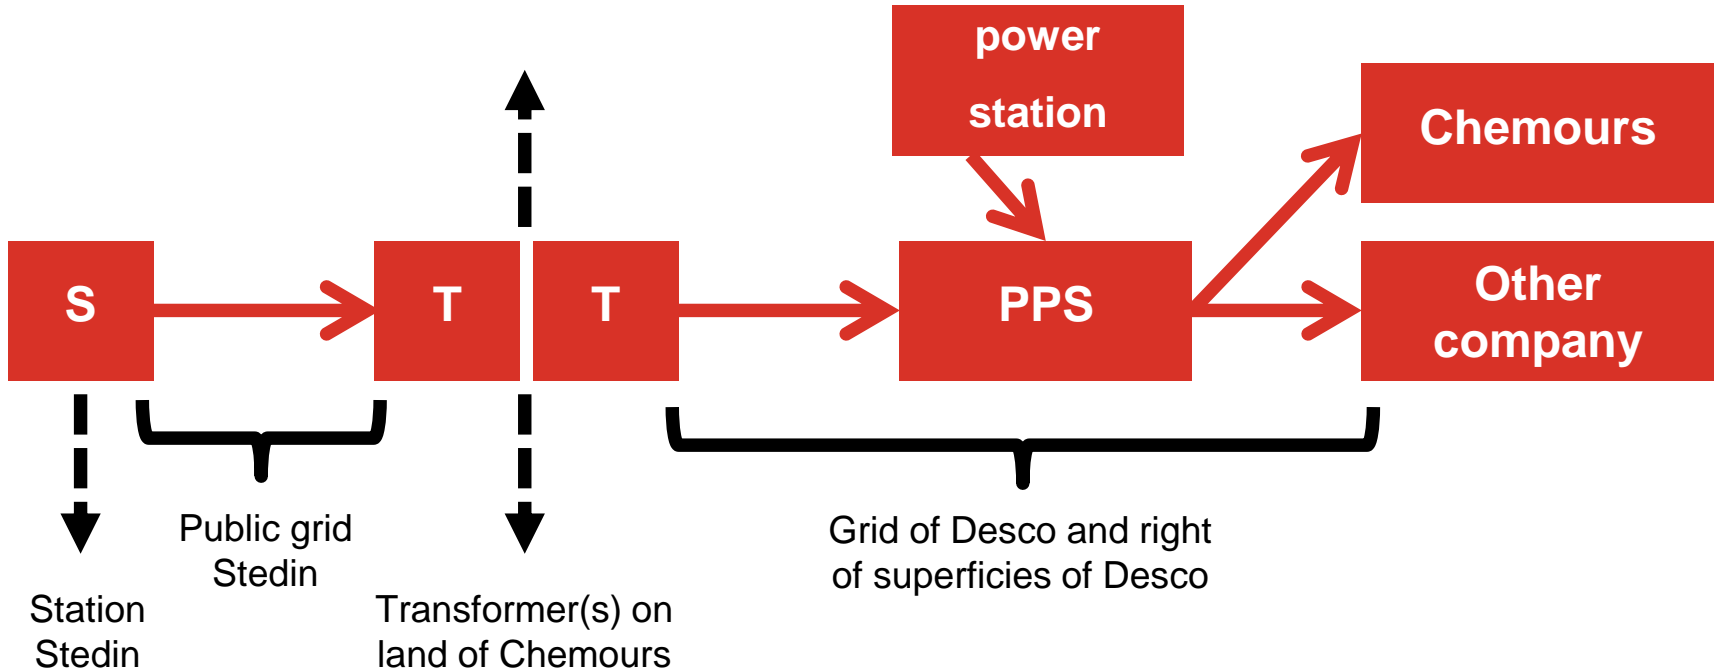 power
station
Chemours
S
T
T
PPS
Other
company
Public grid
Stedin
Grid of Desco and right
of superficies of Desco
Station
Stedin
Transformer(s) on
land of Chemours